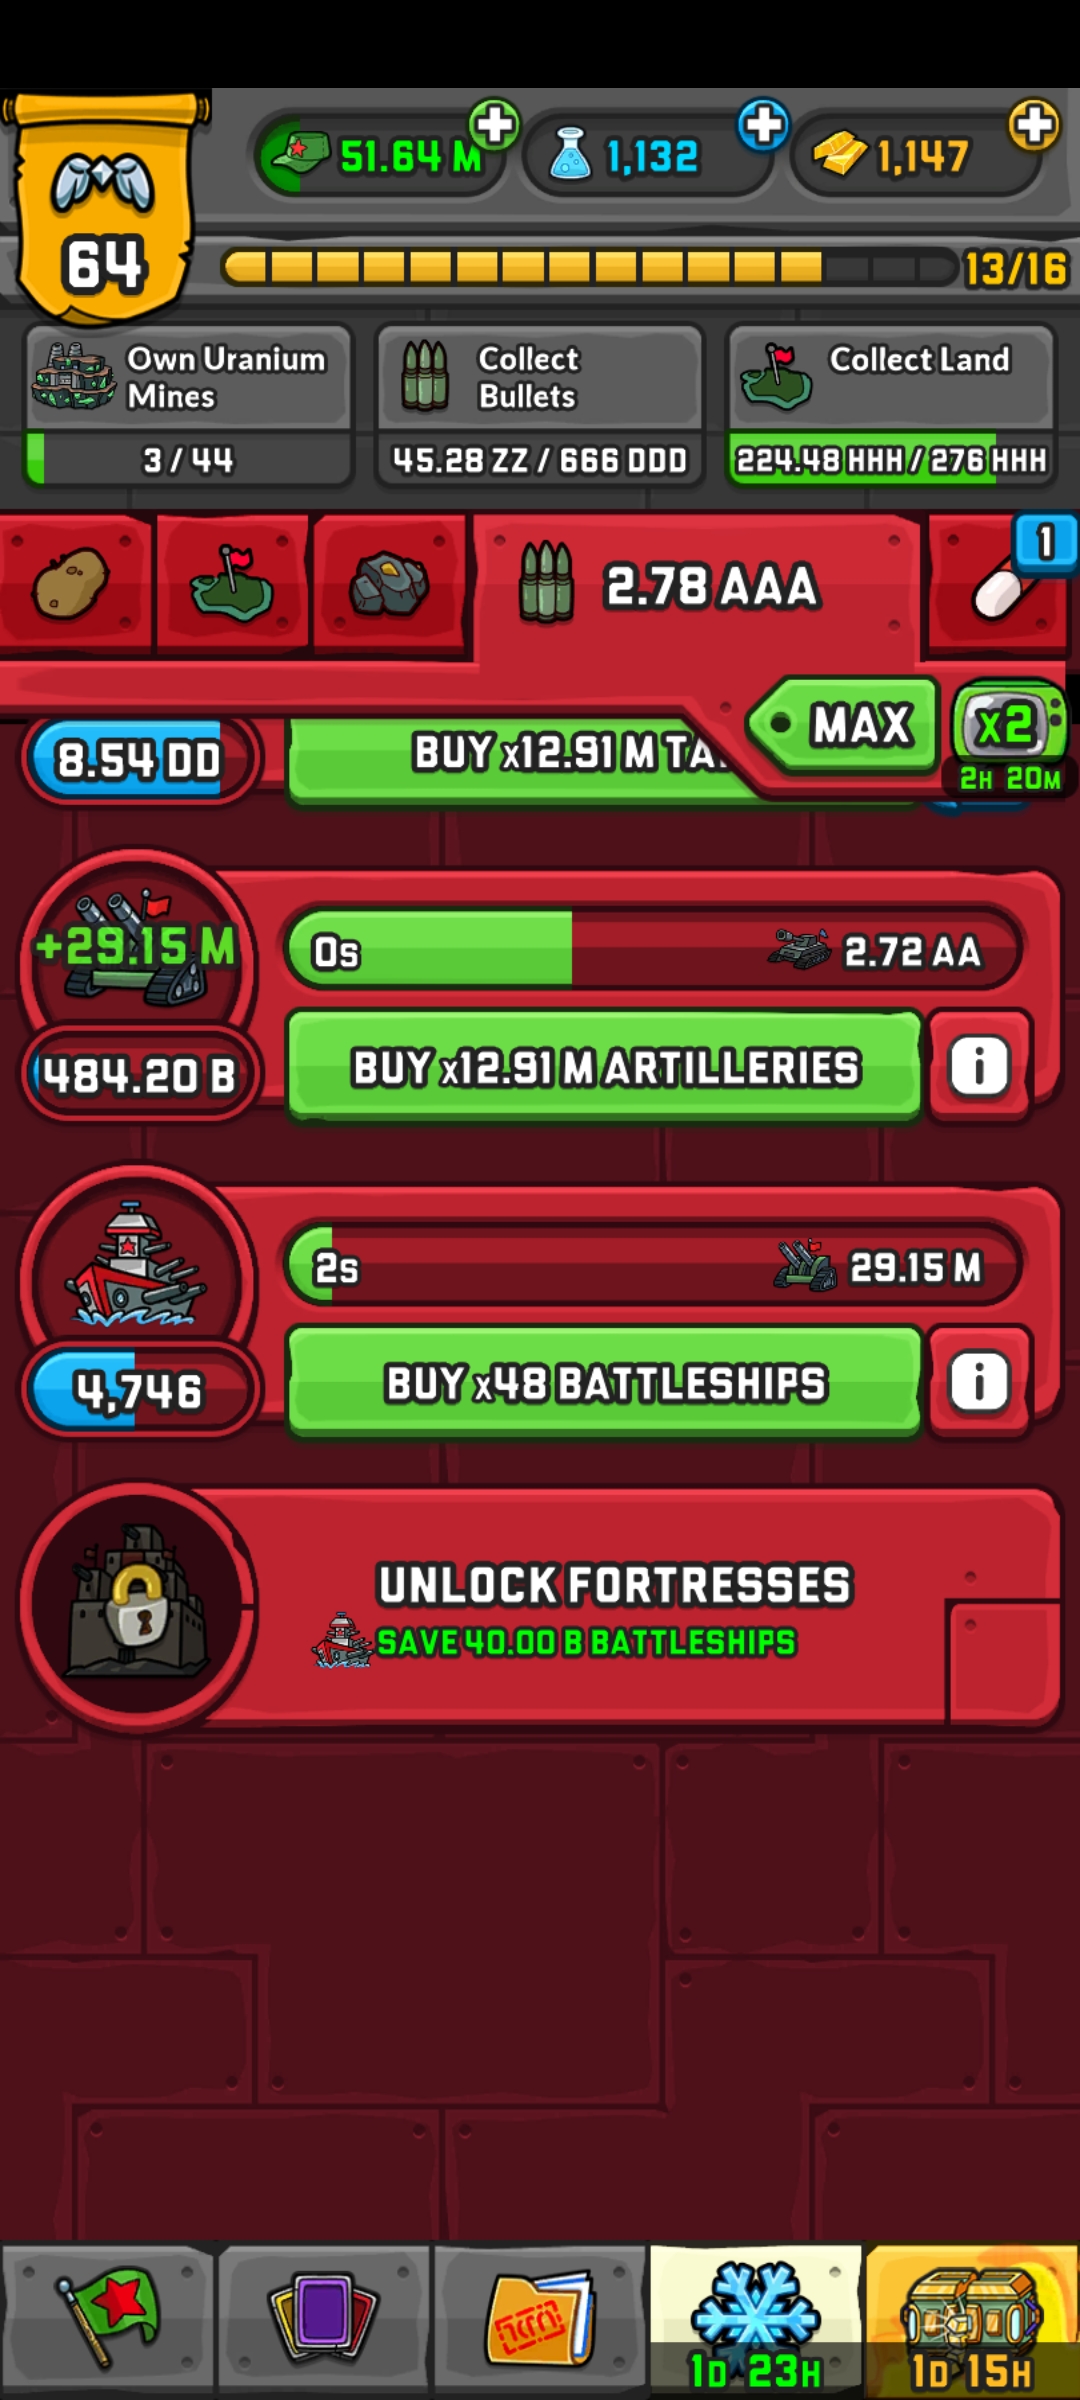 51.64 M
1,132
1,147
64
13/16
Own Uranium
Mines
3 / 44
Collect
Bullets
45.28 ZZ / 666 DDD
Collect Land
224.48 HHH / 276 HHH
2.78 AAA
1
MAX
x2
2H 20M
8.54 DD
BUY x12.91 M TA
+29.15 M
0s
2.72 AA
484.20 B
BUY x12.91 M ARTILLERIES
i
2s
29.15 M
4,746
BUY x48 BATTLESHIPS
i
UNLOCK FORTRESSES
SAVE 40.00 B BATTLESHIPS
1D 23H
1D 15H